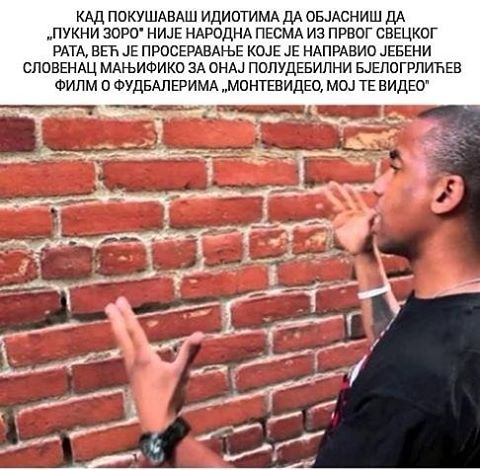 КАД ПОКУШАВАШ ИДИОТИМА ДА ОБЈАСНИШ ДА
„ПУКНИ ЗОРО" НИЈЕ НАРОДНА ПЕСМА ИЗ ПРВОГ СВЕЦКОГ
РАТА, ВЕЋ ЈЕ ПРОСЕРАВАЊЕ КОЈЕ ЈЕ НАПРАВИО ЈЕБЕНИ
СЛОВЕНАЦ МАЊИФИКО ЗА ОНАЈ ПОЛУДЕБИЛНИ БЈЕЛОГРЛИЋЕВ
ФИЛМ О ФУДБАЛЕРИМА „МОНТЕВИДЕО, МОЈ ТЕ ВИДЕО"